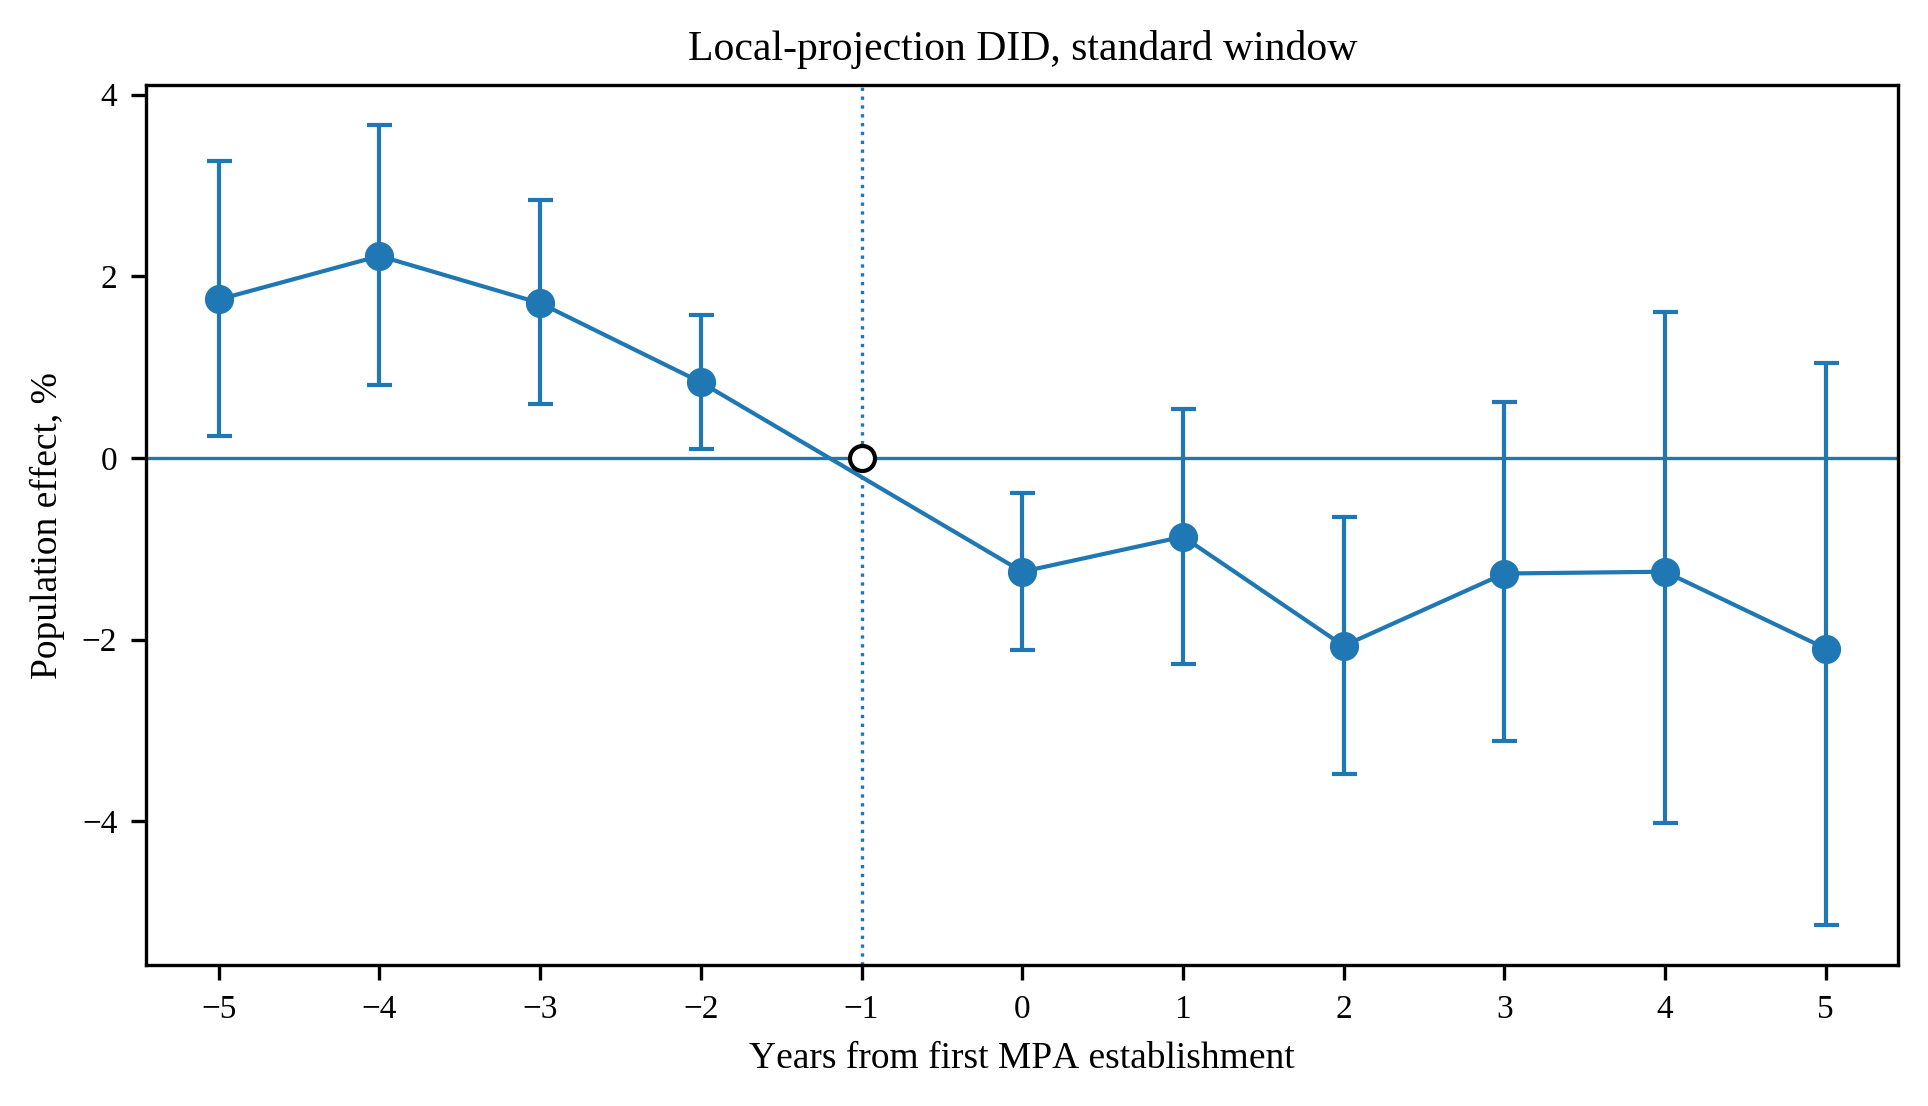 Local-projection DID, standard window
4
2
0
−2
−4
Population effect, %
−5 −4 −3 −2 −1 0 1 2 3 4 5
Years from first MPA establishment